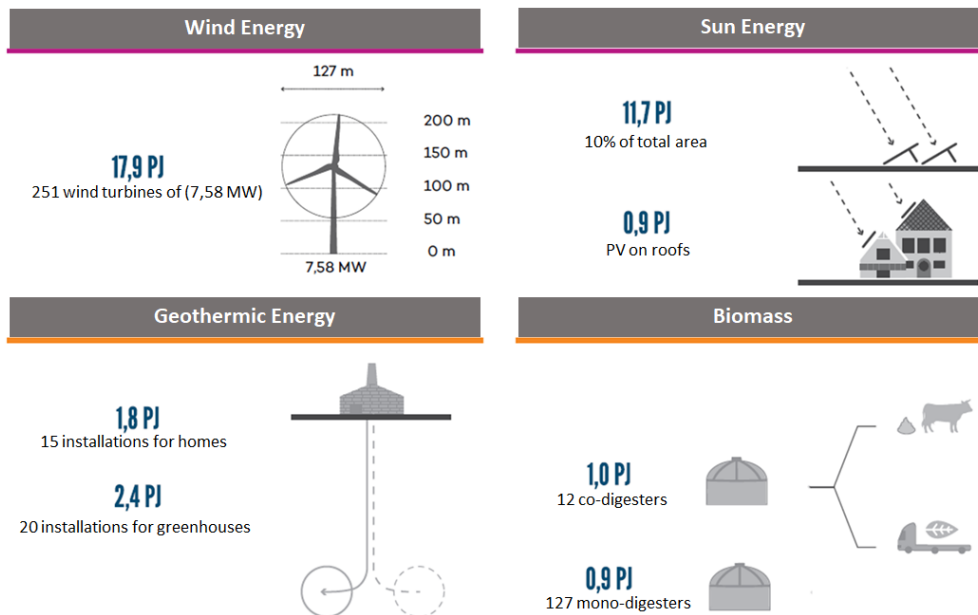 Wind Energy
127 m
200 m
150 m
100 m
50 m
0 m
7,58 MW
17,9 PJ
251 wind turbines of (7,58 MW)
Sun Energy
11,7 PJ
10% of total area
0,9 PJ
PV on roofs
Geothermic Energy
1,8 PJ
15 installations for homes
2,4 PJ
20 installations for greenhouses
Biomass
1,0 PJ
12 co-digesters
0,9 PJ
127 mono-digesters